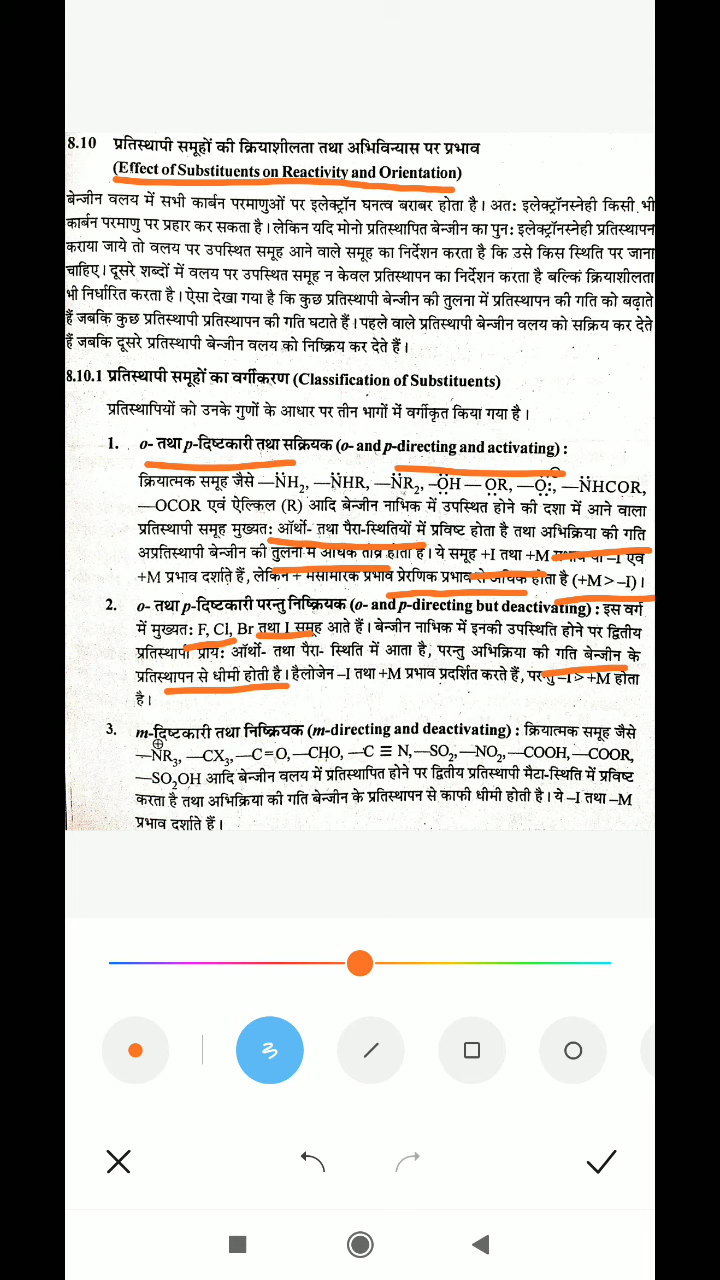 8.10 प्रतिस्थापी समूहों की क्रियाशीलता तथा अभिविन्यास पर प्रभाव
(Effect of Substituents on Reactivity and Orientation)
बेन्जीन वलय में सभी कार्बन परमाणुओं पर इलेक्ट्रॉन घनत्व बराबर होता है। अतः इलेक्ट्रॉनस्नेही किसी भी
कार्बन परमाणु पर प्रहार कर सकता है। लेकिन यदि मोनो प्रतिस्थापित बेन्जीन का पुनः इलेक्ट्रॉनस्नेही प्रतिस्थापन
कराया जाये तो वलय पर उपस्थित समूह आने वाले समूह का निर्देशन करता है कि उसे किस स्थिति पर जाना
चाहिए। दूसरे शब्दों में वलय पर उपस्थित समूह न केवल प्रतिस्थापन का निर्देशन करता है बल्कि क्रियाशीलता
भी निर्धारित करता है। ऐसा देखा गया है कि कुछ प्रतिस्थापी बेन्जीन की तुलना में प्रतिस्थापन की गति को बढ़ाते
हैं जबकि कुछ प्रतिस्थापी प्रतिस्थापन की गति घटाते हैं। पहले वाले प्रतिस्थापी बेन्जीन वलय को सक्रिय कर देते
हैं जबकि दूसरे प्रतिस्थापी बेन्जीन वलय को निष्क्रिय कर देते हैं।
8.10.1 प्रतिस्थापी समूहों का वर्गीकरण (Classification of Substituents)
प्रतिस्थापियों को उनके गुणों के आधार पर तीन भागों में वर्गीकृत किया गया है।
1. o- तथा p-दिष्टकारी तथा सक्रियक (o- and p-directing and activating) :
क्रियात्मक समूह जैसे —N̈H₂, —N̈HR, —N̈R₂, —ÖH — OR, —Ö:, —N̈HCOR,
—OCOR एवं ऐल्किल (R) आदि बेन्जीन नाभिक में उपस्थित होने की दशा में आने वाला
प्रतिस्थापी समूह मुख्यतः ऑर्थो- तथा पैरा-स्थितियों में प्रविष्ट होता है तथा अभिक्रिया की गति
अप्रतिस्थापी बेन्जीन की तुलना में अधिक तीव्र होती है। ये समूह +I तथा +M प्रभाव या –I एवं
+M प्रभाव दर्शाते हैं, लेकिन + मेसोमरिक प्रभाव प्रेरणिक प्रभाव से अधिक होता है (+M > –I)।
2. o- तथा p-दिष्टकारी परन्तु निष्क्रियक (o- and p-directing but deactivating) : इस वर्ग
में मुख्यतः F, Cl, Br तथा I समूह आते हैं। बेन्जीन नाभिक में इनकी उपस्थिति होने पर द्वितीय
प्रतिस्थापी प्रायः ऑर्थो- तथा पैरा- स्थिति में आता है, परन्तु अभिक्रिया की गति बेन्जीन के
प्रतिस्थापन से धीमी होती है। हैलोजेन –I तथा +M प्रभाव प्रदर्शित करते हैं, परन्तु –I > +M होता
है।
3. m-दिष्टकारी तथा निष्क्रियक (m-directing and deactivating) : क्रियात्मक समूह जैसे
—N⊕R₃, —CX₃, —C=O, —CHO, —C ≡ N, —SO₂, —NO₂, —COOH, —COOR,
—SO₂OH आदि बेन्जीन वलय में प्रतिस्थापित होने पर द्वितीय प्रतिस्थापी मैटा-स्थिति में प्रविष्ट
करता है तथा अभिक्रिया की गति बेन्जीन के प्रतिस्थापन से काफी धीमी होती है। ये –I तथा –M
प्रभाव दर्शाते हैं।